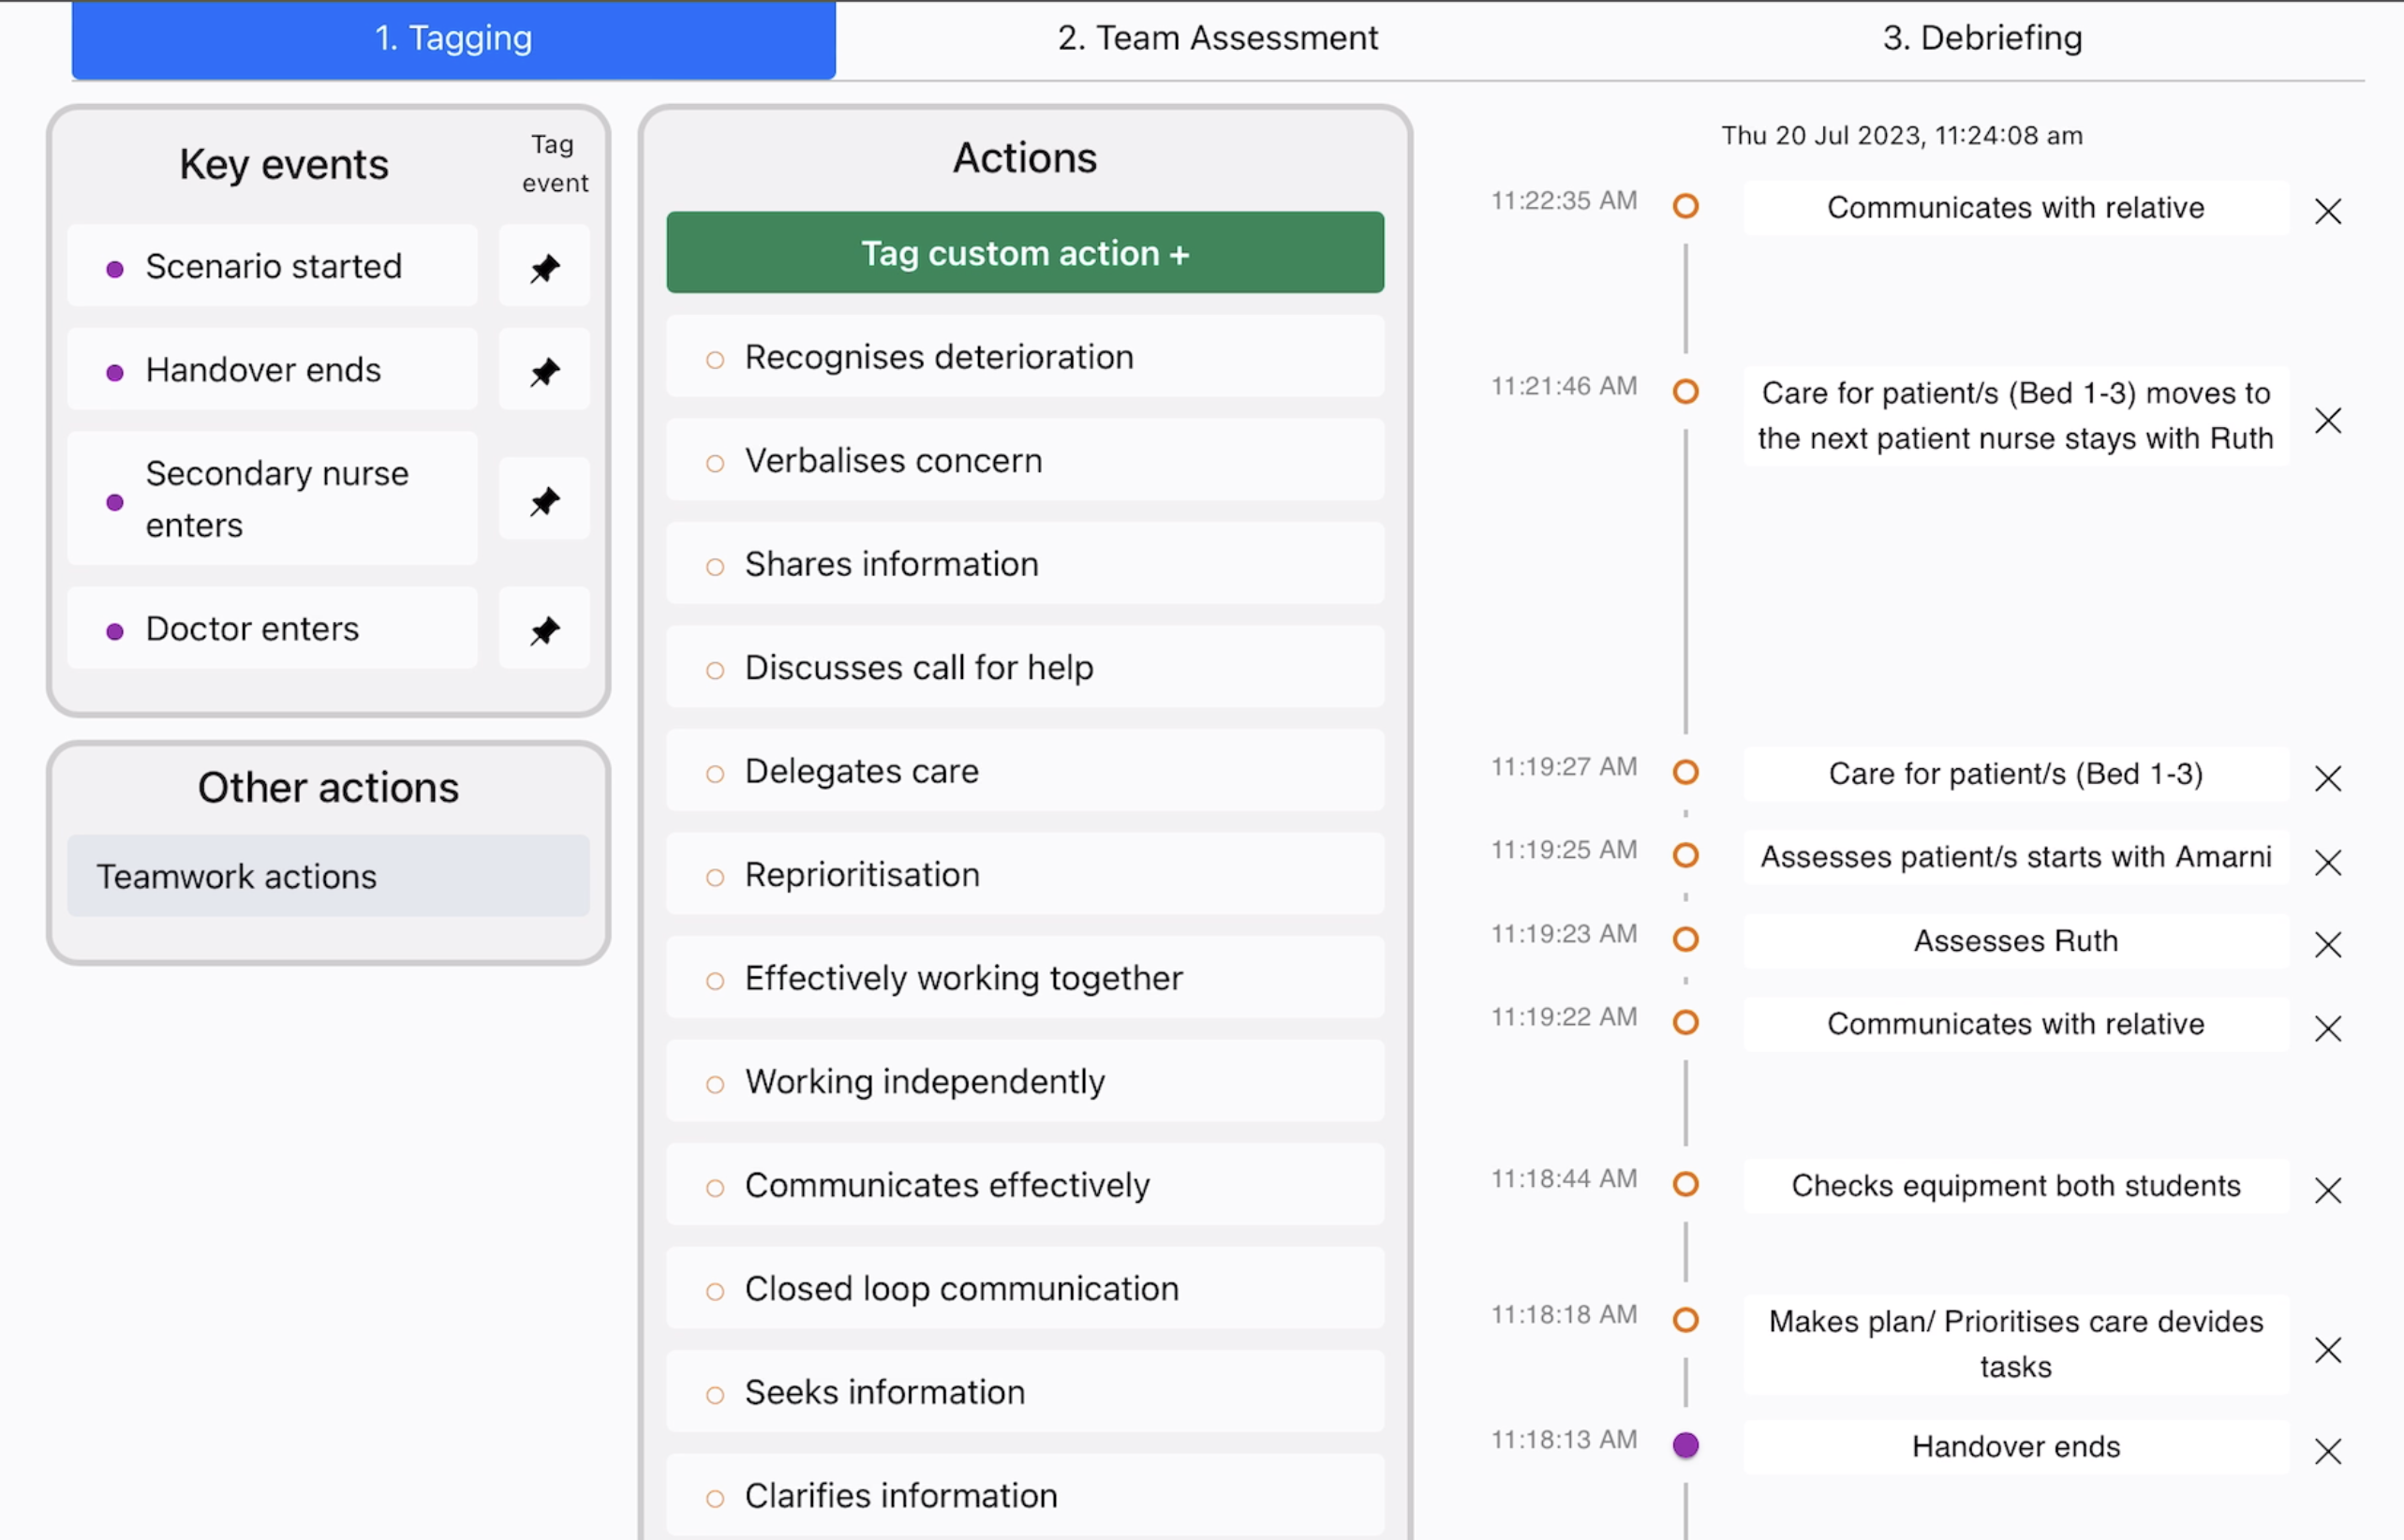 1. Tagging
2. Team Assessment
3. Debriefing
Key events
Tag
event
Scenario started
Handover ends
Secondary nurse
enters
Doctor enters
Other actions
Teamwork actions
Actions
Tag custom action +
Recognises deterioration
Verbalises concern
Shares information
Discusses call for help
Delegates care
Reprioritisation
Effectively working together
Working independently
Communicates effectively
Closed loop communication
Seeks information
Clarifies information
Thu 20 Jul 2023, 11:24:08 am
11:22:35 AM
Communicates with relative
11:21:46 AM
Care for patient/s (Bed 1-3) moves to
the next patient nurse stays with Ruth
11:19:27 AM
Care for patient/s (Bed 1-3)
11:19:25 AM
Assesses patient/s starts with Amarni
11:19:23 AM
Assesses Ruth
11:19:22 AM
Communicates with relative
11:18:44 AM
Checks equipment both students
11:18:18 AM
Makes plan/ Prioritises care devides
tasks
11:18:13 AM
Handover ends